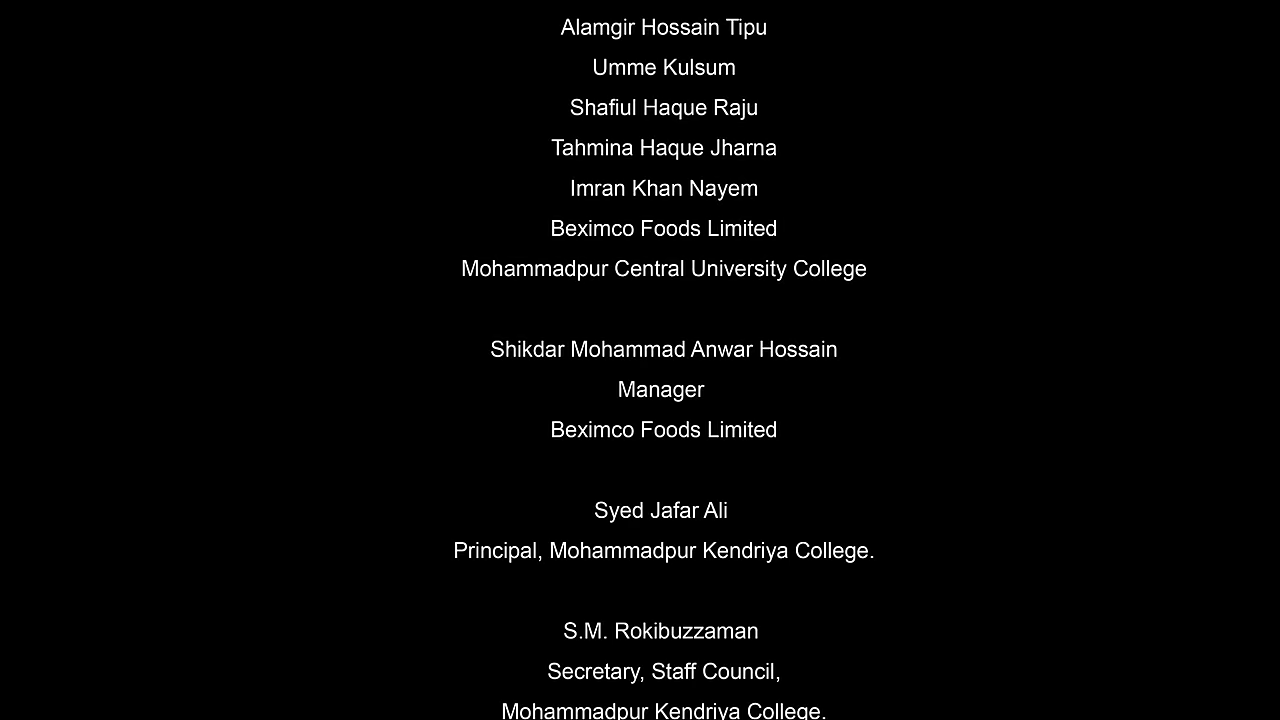 Alamgir Hossain Tipu
Umme Kulsum
Shafiul Haque Raju
Tahmina Haque Jharna
Imran Khan Nayem
Beximco Foods Limited
Mohammadpur Central University College
Shikdar Mohammad Anwar Hossain
Manager
Beximco Foods Limited
Syed Jafar Ali
Principal, Mohammadpur Kendriya College.
S.M. Rokibuzzaman
Secretary, Staff Council,
Mohammadpur Kendriya College.